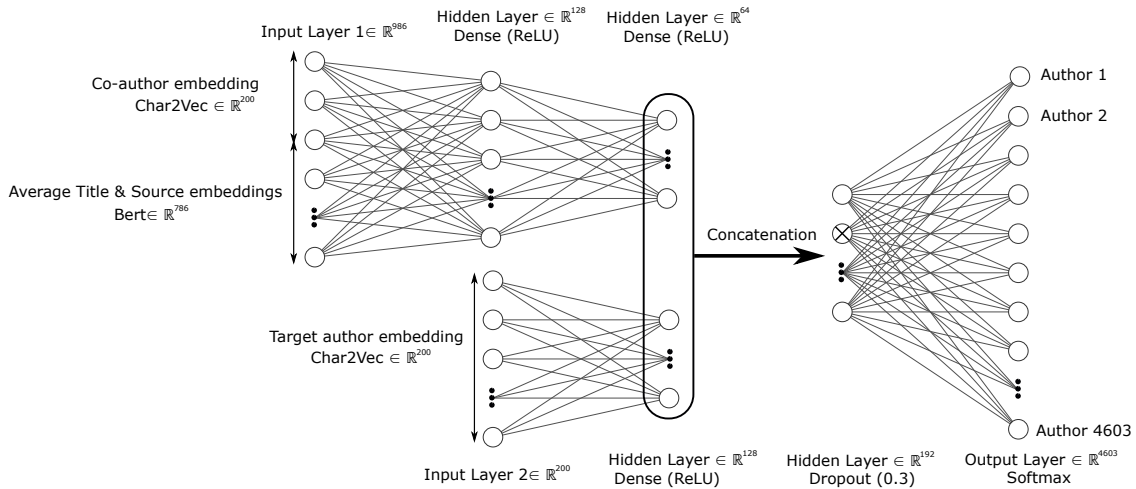 Input Layer 1∈ ℝ⁹⁸⁶
Hidden Layer ∈ ℝ¹²⁸
Dense (ReLU)
Hidden Layer ∈ ℝ⁶⁴
Dense (ReLU)
Co-author embedding
Char2Vec ∈ ℝ²⁰⁰
Average Title & Source embeddings
Bert∈ ℝ⁷⁸⁶
Author 1
Author 2
Concatenation
Target author embedding
Char2Vec ∈ ℝ²⁰⁰
Author 4603
Input Layer 2∈ ℝ²⁰⁰
Hidden Layer ∈ ℝ¹²⁸
Dense (ReLU)
Hidden Layer ∈ ℝ¹⁹²
Dropout (0.3)
Output Layer ∈ ℝ⁴⁶⁰³
Softmax